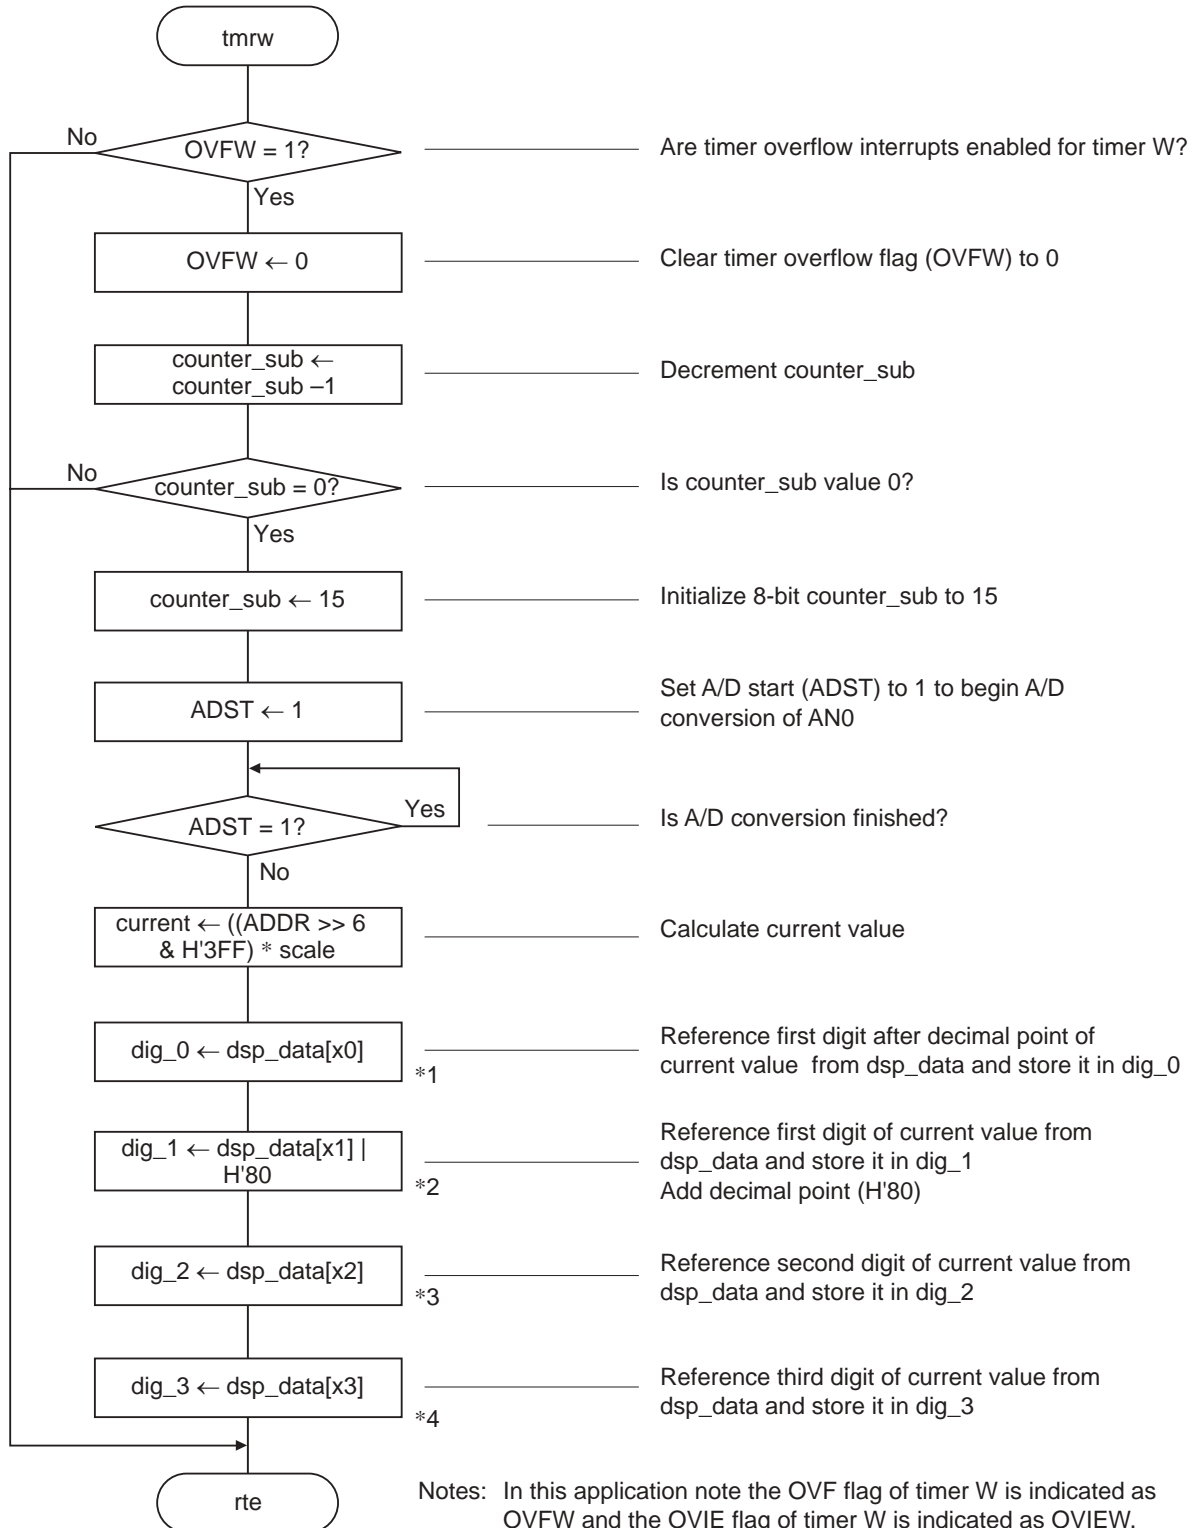 tmrw
No
OVFW = 1?
Are timer overflow interrupts enabled for timer W?
Yes
OVFW ← 0
Clear timer overflow flag (OVFW) to 0
counter_sub ←
counter_sub –1
Decrement counter_sub
No
counter_sub = 0?
Is counter_sub value 0?
Yes
counter_sub ← 15
Initialize 8-bit counter_sub to 15
ADST ← 1
Set A/D start (ADST) to 1 to begin A/D
conversion of AN0
Yes
ADST = 1?
Is A/D conversion finished?
No
current ← ((ADDR >> 6
& H'3FF) * scale
Calculate current value
dig_0 ← dsp_data[x0]
*1
Reference first digit after decimal point of
current value from dsp_data and store it in dig_0
dig_1 ← dsp_data[x1] |
H'80
*2
Reference first digit of current value from
dsp_data and store it in dig_1
Add decimal point (H'80)
dig_2 ← dsp_data[x2]
*3
Reference second digit of current value from
dsp_data and store it in dig_2
dig_3 ← dsp_data[x3]
*4
Reference third digit of current value from
dsp_data and store it in dig_3
rte
Notes: In this application note the OVF flag of timer W is indicated as
OVFW and the OVIE flag of timer W is indicated as OVIEW.